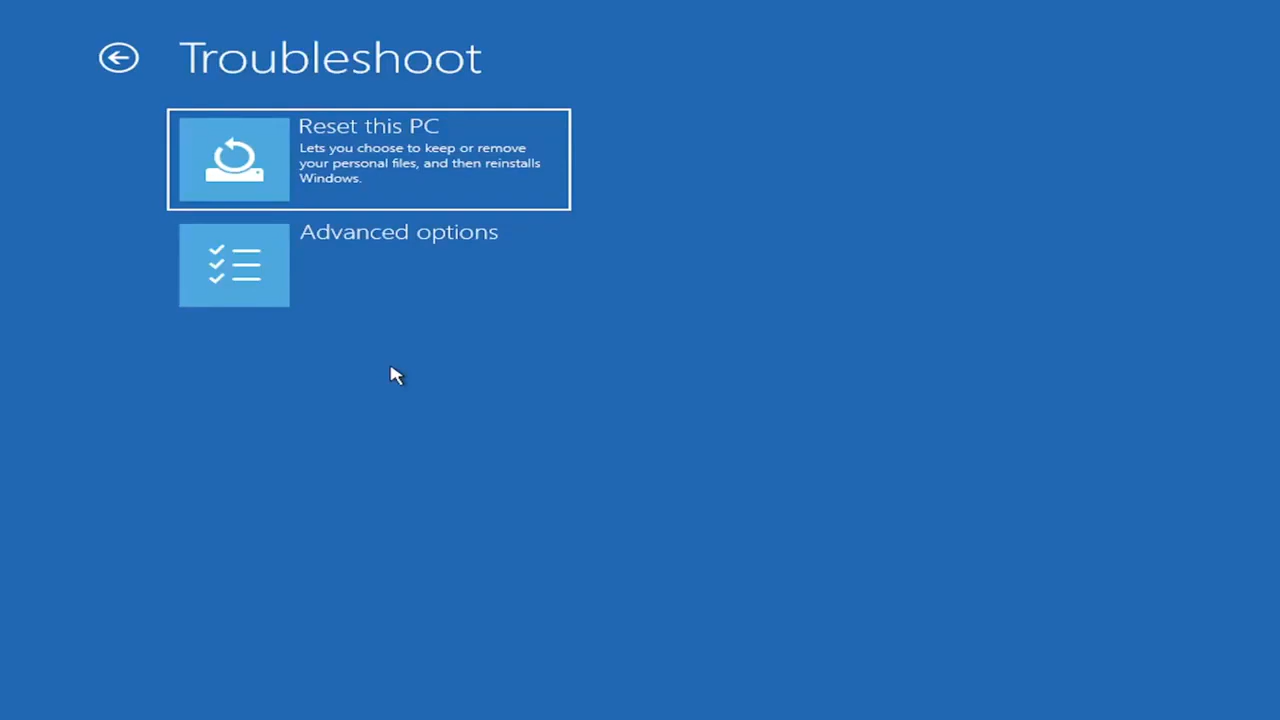 Troubleshoot
Reset this PC
Lets you choose to keep or remove
your personal files, and then reinstalls
Windows.
Advanced options